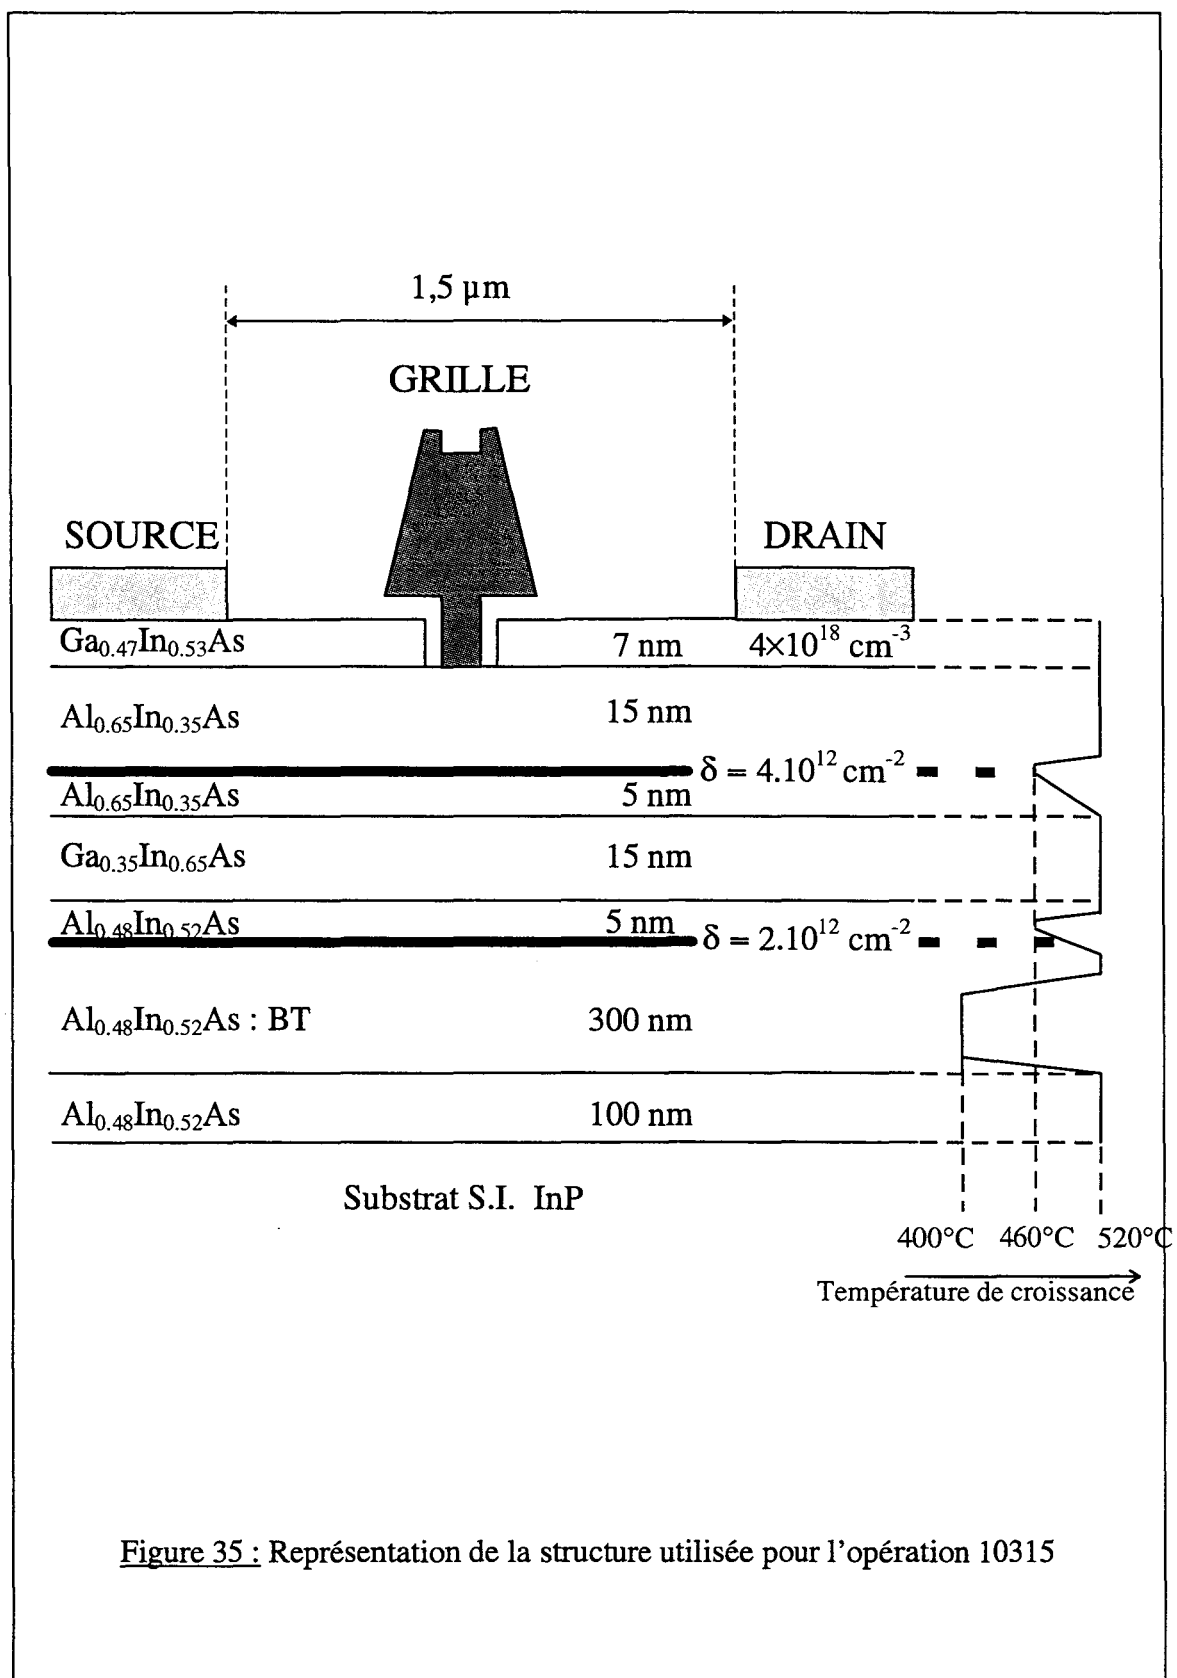 1,5 µm
GRILLE
SOURCE
DRAIN
Ga0.47In0.53As 7 nm 4×10^18 cm^-3
Al0.65In0.35As 15 nm
δ = 4.10^12 cm^-2
Al0.65In0.35As 5 nm
Ga0.35In0.65As 15 nm
Al0.48In0.52As 5 nm
δ = 2.10^12 cm^-2
Al0.48In0.52As : BT 300 nm
Al0.48In0.52As 100 nm
Substrat S.I. InP
400°C 460°C 520°C
Température de croissance
Figure 35 : Représentation de la structure utilisée pour l'opération 10315